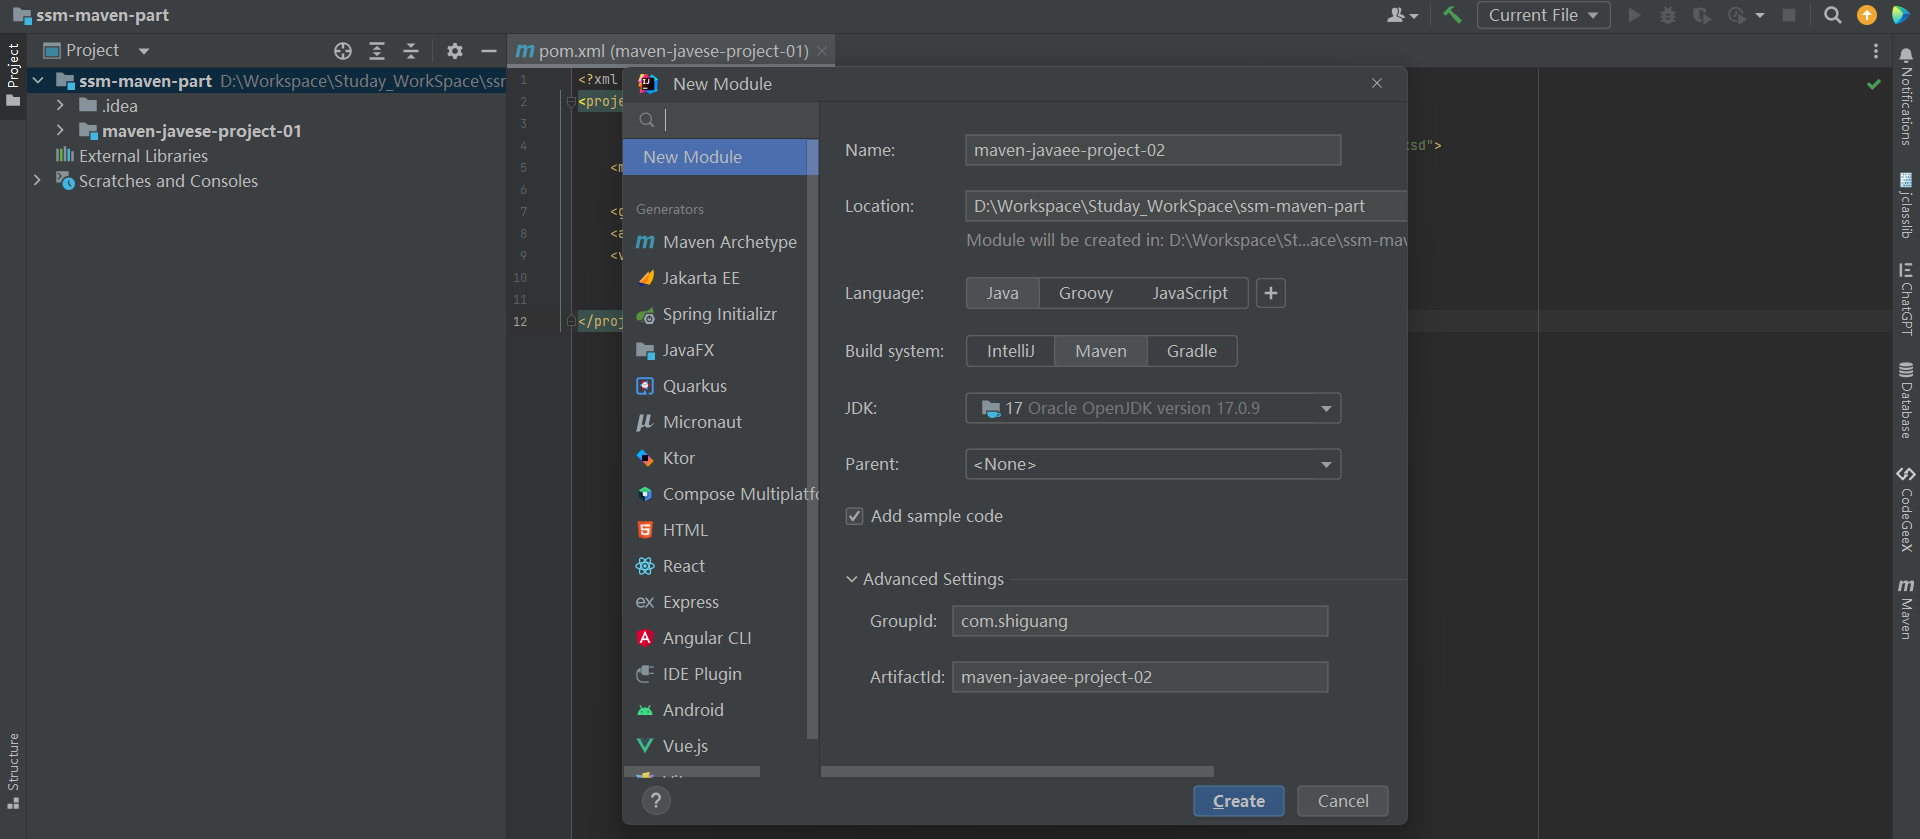 ssm-maven-part
Current File
Project
Project
pom.xml (maven-javese-project-01)
ssm-maven-part D:\Workspace\Studay_WorkSpace\ssm
.idea
maven-javese-project-01
External Libraries
Scratches and Consoles
Structure
1 <?xml
2 <proje
3
4 xsd">
5 <m
6
7 <g
8 <a
9 <v
10
11
12 </proj
New Module
New Module
Generators
Maven Archetype
Jakarta EE
Spring Initializr
JavaFX
Quarkus
Micronaut
Ktor
Compose Multiplatfo
HTML
React
Express
Angular CLI
IDE Plugin
Android
Vue.js
Name: maven-javaee-project-02
Location: D:\Workspace\Studay_WorkSpace\ssm-maven-part
Module will be created in: D:\Workspace\St...ace\ssm-mav
Language: Java Groovy JavaScript +
Build system: IntelliJ Maven Gradle
JDK: 17 Oracle OpenJDK version 17.0.9
Parent: <None>
Add sample code
Advanced Settings
GroupId: com.shiguang
ArtifactId: maven-javaee-project-02
?
Create
Cancel
Notifications
jclasslib
ChatGPT
Database
CodeGeeX
Maven